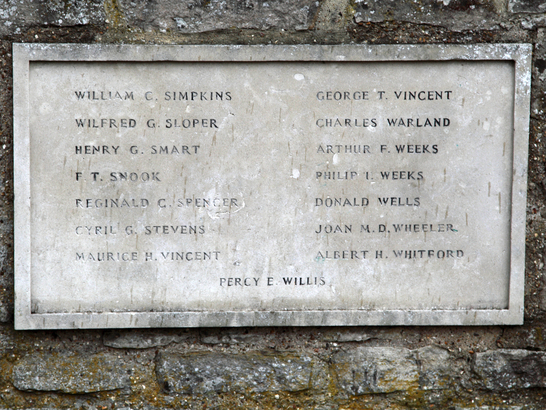 WILLIAM C. SIMPKINS
WILFRED G. SLOPER
HENRY G. SMART
F. T. SNOOK
REGINALD C. SPENCER
CYRIL G. STEVENS
MAURICE H. VINCENT
GEORGE T. VINCENT
CHARLES WARLAND
ARTHUR F. WEEKS
PHILIP I. WEEKS
DONALD WELLS
JOAN M. D. WHEELER
ALBERT H. WHITFORD
PERCY E. WILLIS